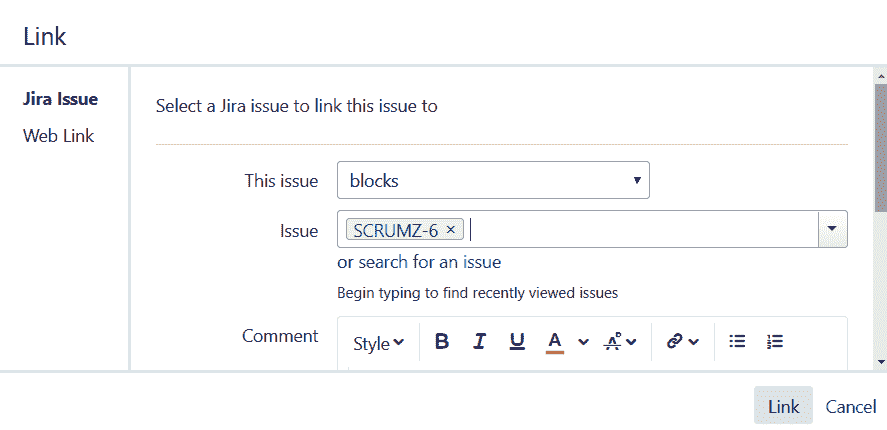 Link
Jira Issue
Web Link
Select a Jira issue to link this issue to
This issue blocks
Issue SCRUMZ-6 ×
or search for an issue
Begin typing to find recently viewed issues
Comment Style B I U A
Link Cancel